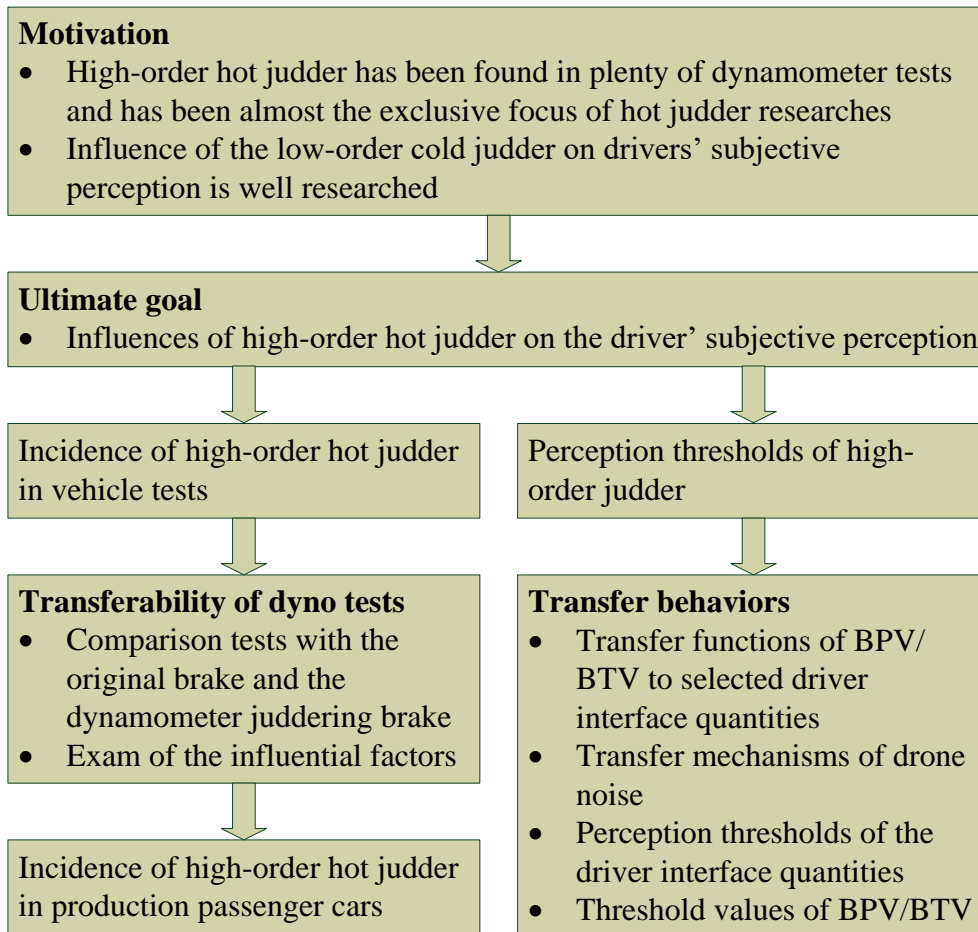 Motivation
• High-order hot judder has been found in plenty of dynamometer tests
and has been almost the exclusive focus of hot judder researches
• Influence of the low-order cold judder on drivers’ subjective
perception is well researched
Ultimate goal
• Influences of high-order hot judder on the driver’ subjective perception
Incidence of high-order hot judder
in vehicle tests
Transferability of dyno tests
• Comparison tests with the
original brake and the
dynamometer juddering brake
• Exam of the influential factors
Incidence of high-order hot judder
in production passenger cars
Perception thresholds of high-
order judder
Transfer behaviors
• Transfer functions of BPV/
BTV to selected driver
interface quantities
• Transfer mechanisms of drone
noise
• Perception thresholds of the
driver interface quantities
• Threshold values of BPV/BTV